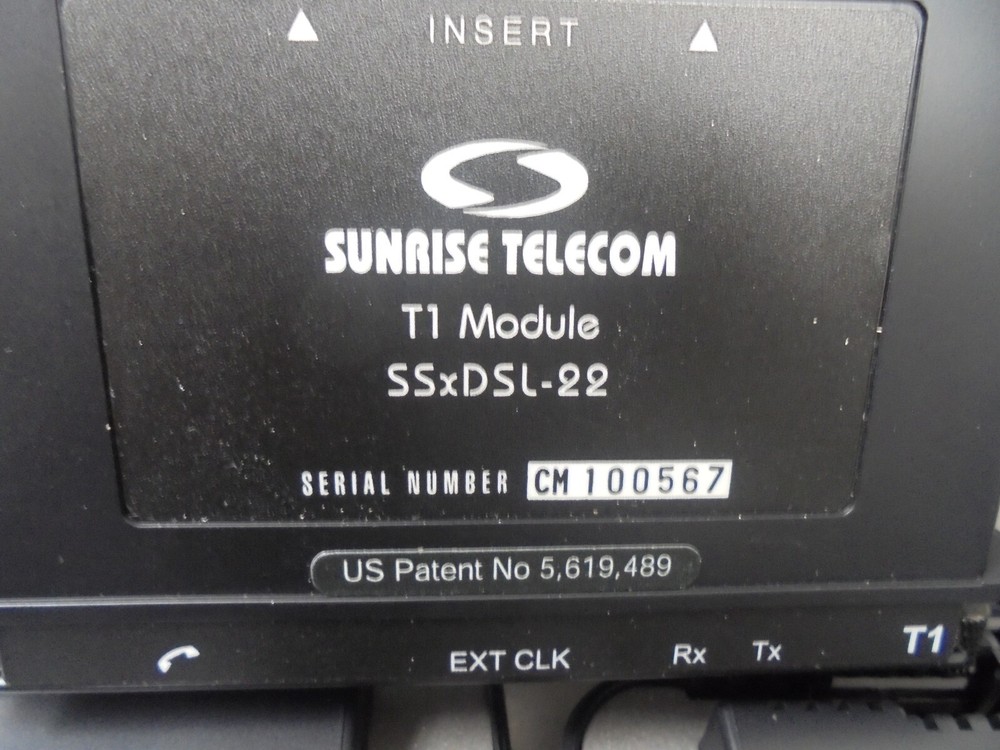 INSERT
SUNRISE TELECOM
T1 Module
SSxDSL-22
SERIAL NUMBER CM 100567
US Patent No 5,619,489
EXT CLK Rx Tx T1